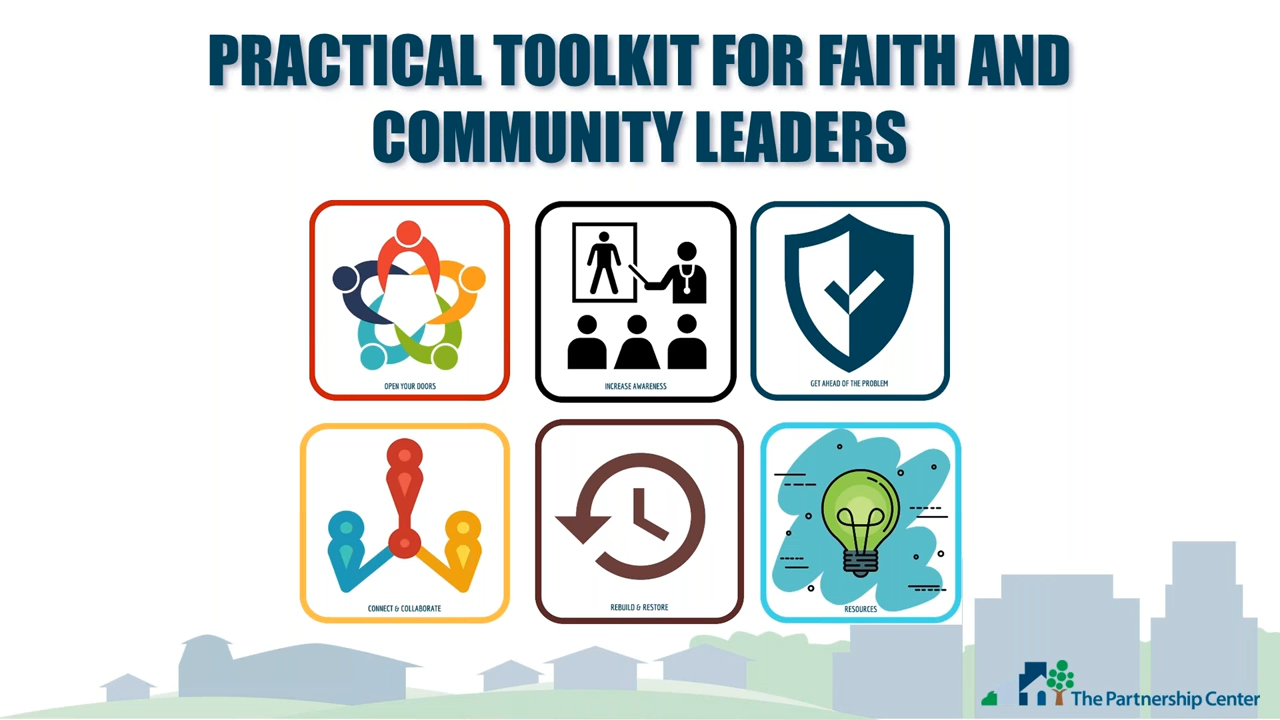 PRACTICAL TOOLKIT FOR FAITH AND
COMMUNITY LEADERS
OPEN YOUR DOORS
INCREASE AWARENESS
GET AHEAD OF THE PROBLEM
CONNECT & COLLABORATE
REBUILD & RESTORE
RESOURCES
The Partnership Center